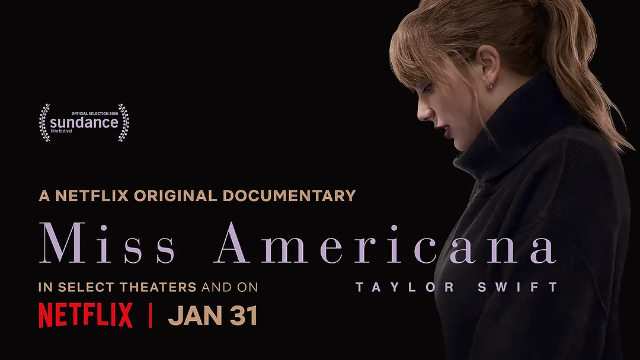 OFFICIAL SELECTION 2020
sundance
film festival
A NETFLIX ORIGINAL DOCUMENTARY
Miss Americana
IN SELECT THEATERS AND ON
TAYLOR SWIFT
NETFLIX | JAN 31